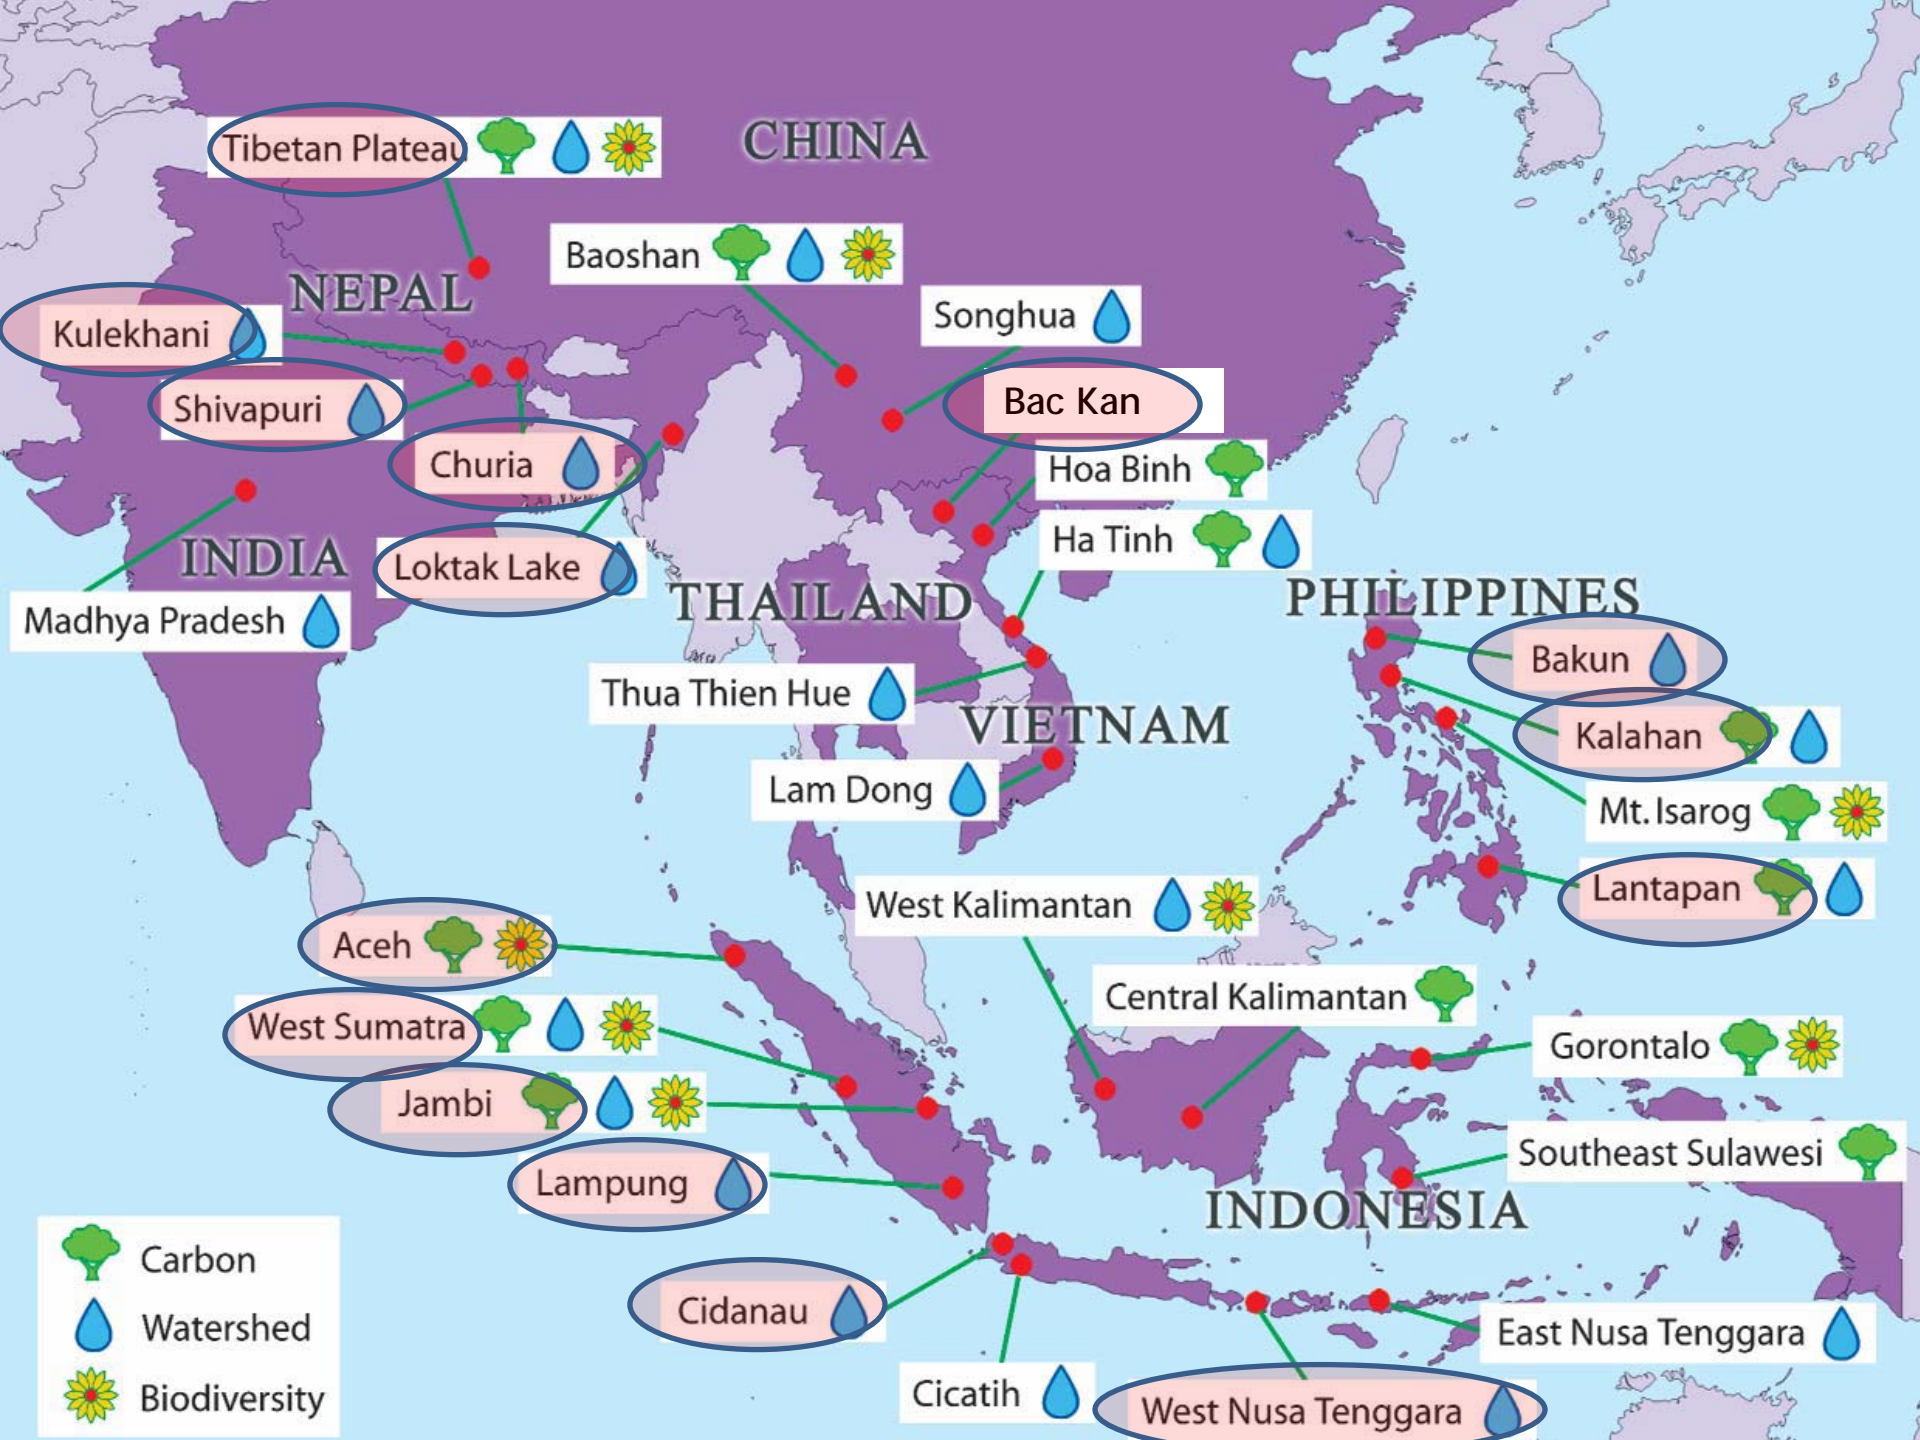 Tibetan Plateau
CHINA
Baoshan
NEPAL
Songhua
Kulekhani
Shivapuri
Bac Kan
Churia
Hoa Binh
Ha Tinh
INDIA
Loktak Lake
THAILAND
PHILIPPINES
Madhya Pradesh
Bakun
Thua Thien Hue
VIETNAM
Kalahan
Lam Dong
Mt. Isarog
Lantapan
West Kalimantan
Aceh
Central Kalimantan
West Sumatra
Gorontalo
Jambi
Southeast Sulawesi
Lampung
INDONESIA
Carbon
Watershed
Biodiversity
Cidanau
East Nusa Tenggara
Cicatih
West Nusa Tenggara